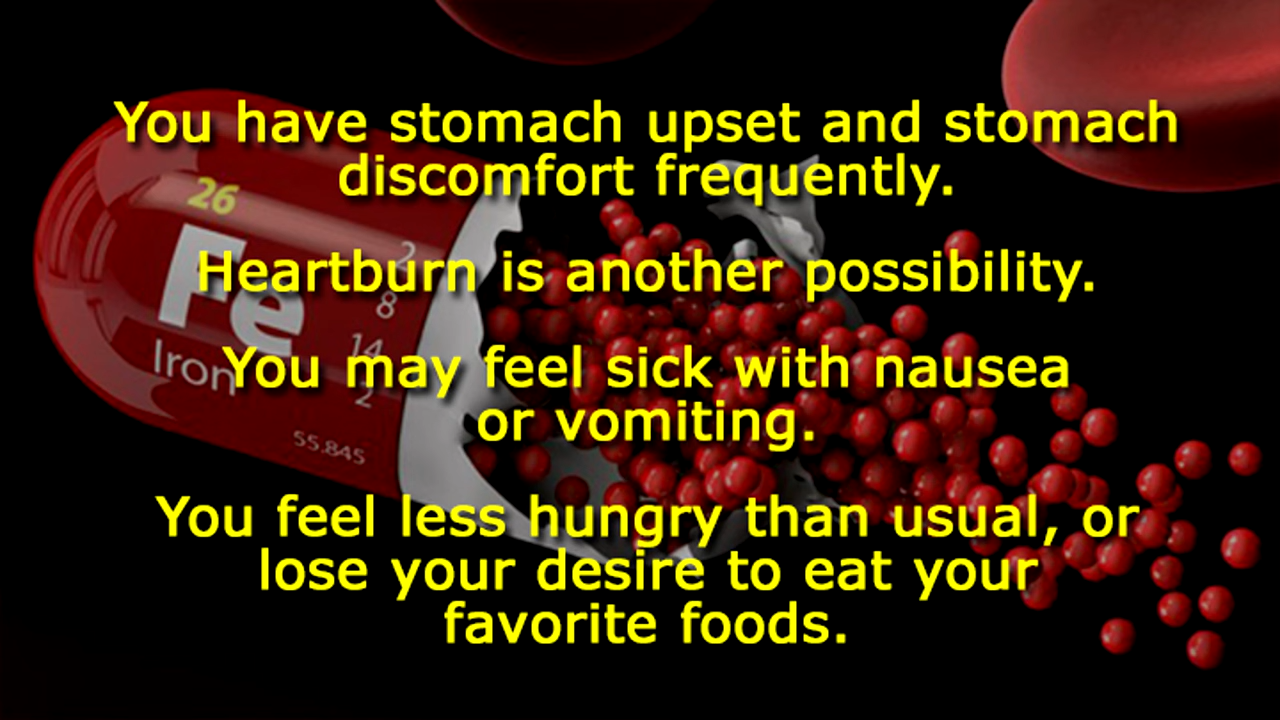 You have stomach upset and stomach
discomfort frequently.
26
Fe
Iron
2
8
14
2
55.845
Heartburn is another possibility.
You may feel sick with nausea
or vomiting.
You feel less hungry than usual, or
lose your desire to eat your
favorite foods.